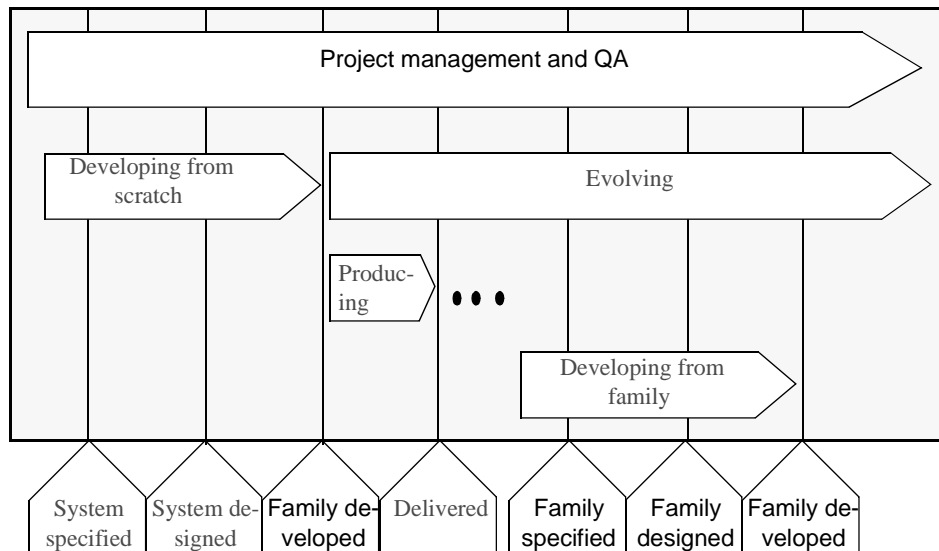 Project management and QA
Developing from
scratch
Evolving
Produc-
ing
Developing from
family
System
specified
System de-
signed
Family de-
veloped
Delivered
Family
specified
Family
designed
Family de-
veloped